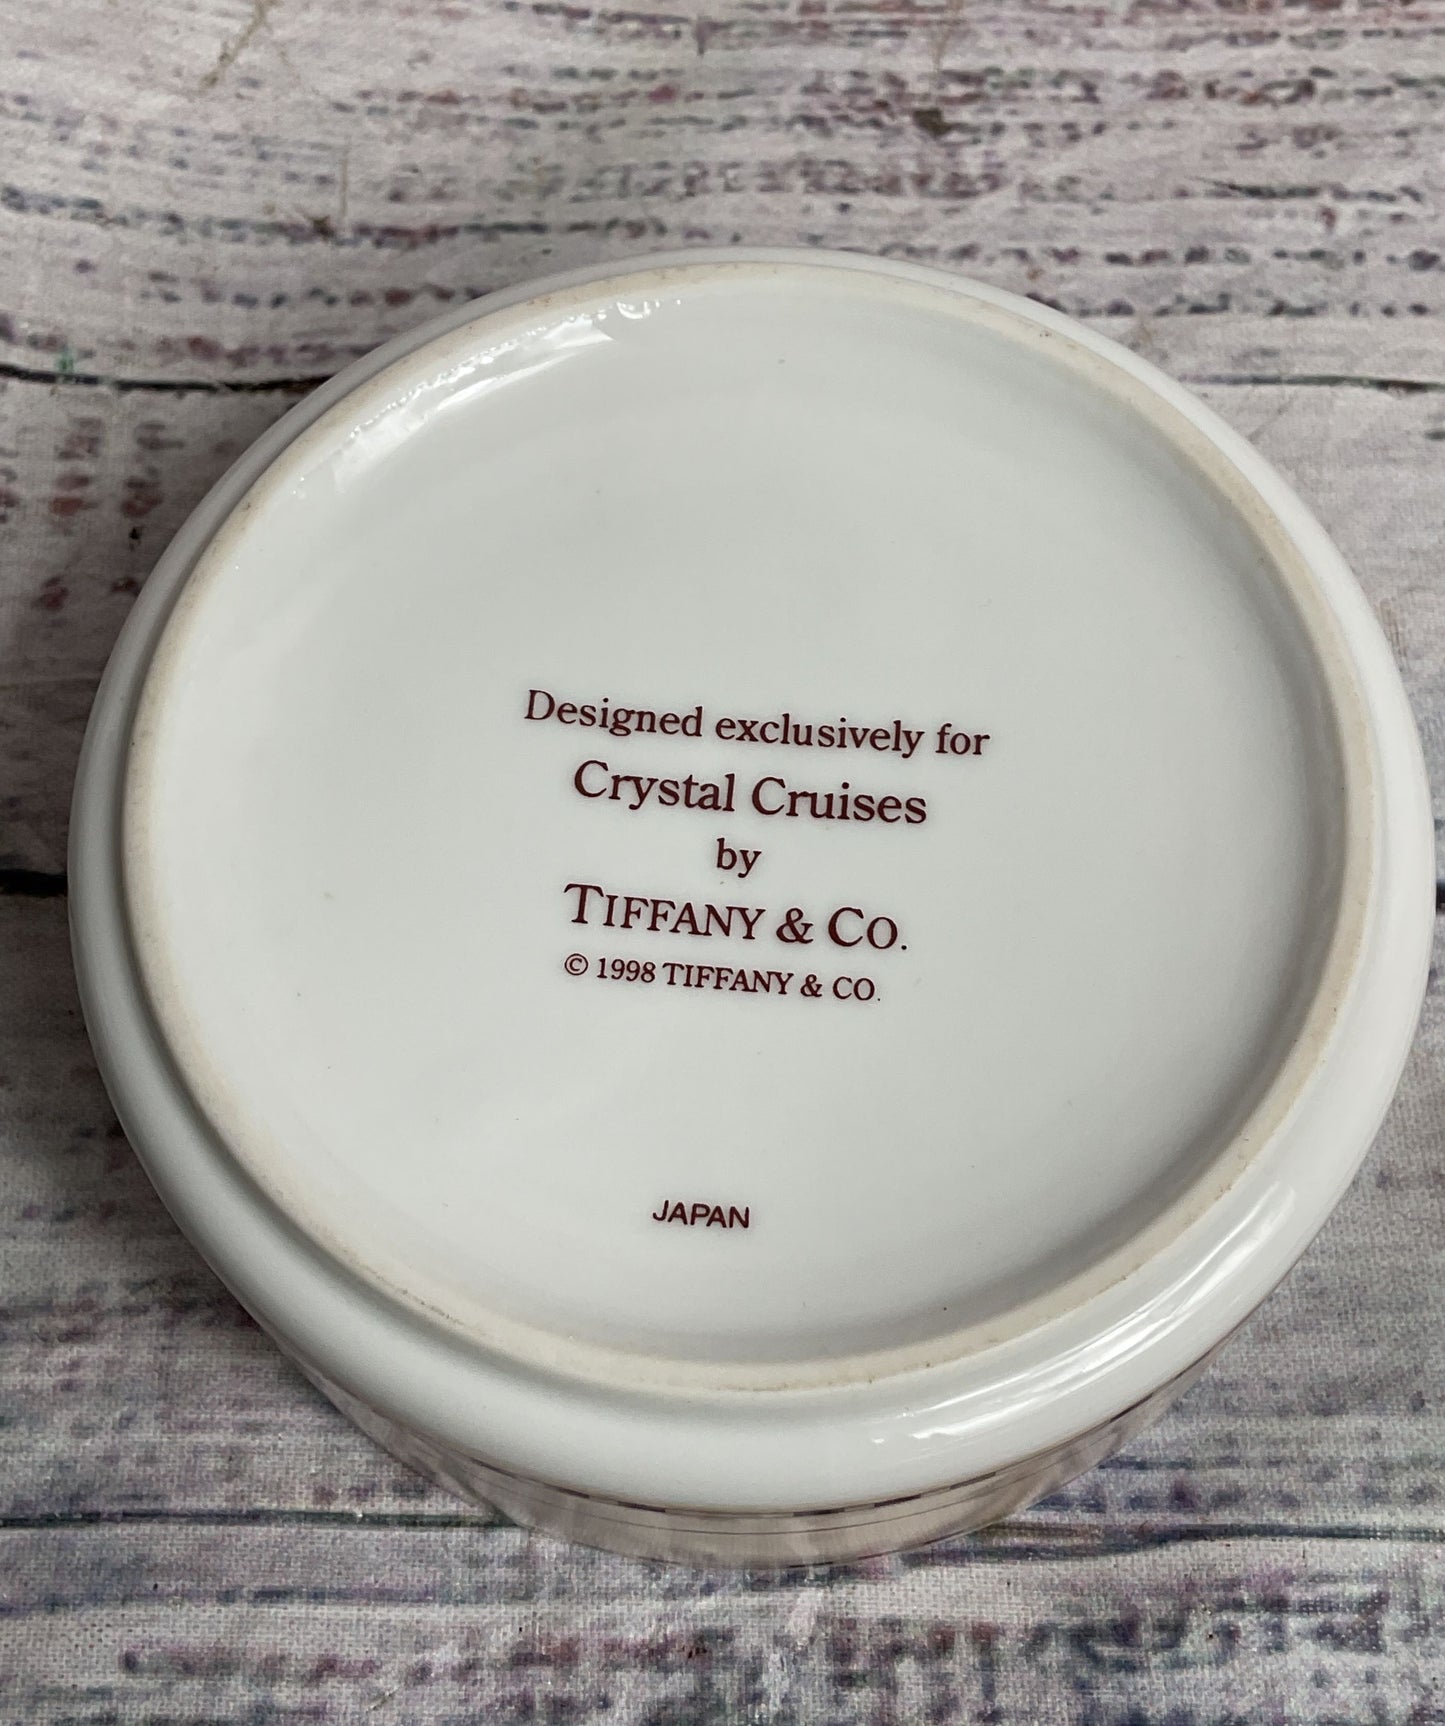 Designed exclusively for
Crystal Cruises
by
TIFFANY & CO.
© 1998 TIFFANY & CO.
JAPAN